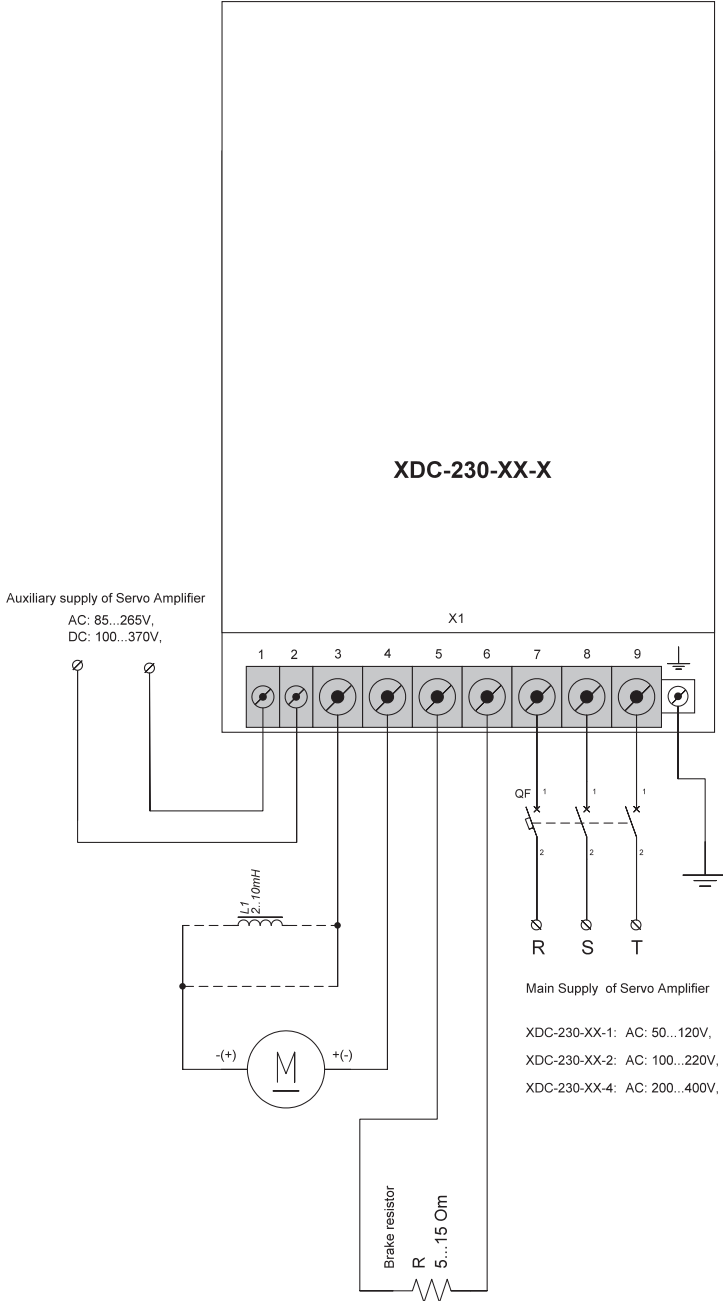 XDC-230-XX-X
Auxiliary supply of Servo Amplifier
AC: 85...265V,
DC: 100...370V,
X1
1 2 3 4 5 6 7 8 9
QF 1 1 1
2 2 2
L1
2..10mH
R S T
Main Supply of Servo Amplifier
XDC-230-XX-1: AC: 50...120V,
XDC-230-XX-2: AC: 100...220V,
XDC-230-XX-4: AC: 200...400V,
-(+) M +(-)
Brake resistor
R
5...15 Om